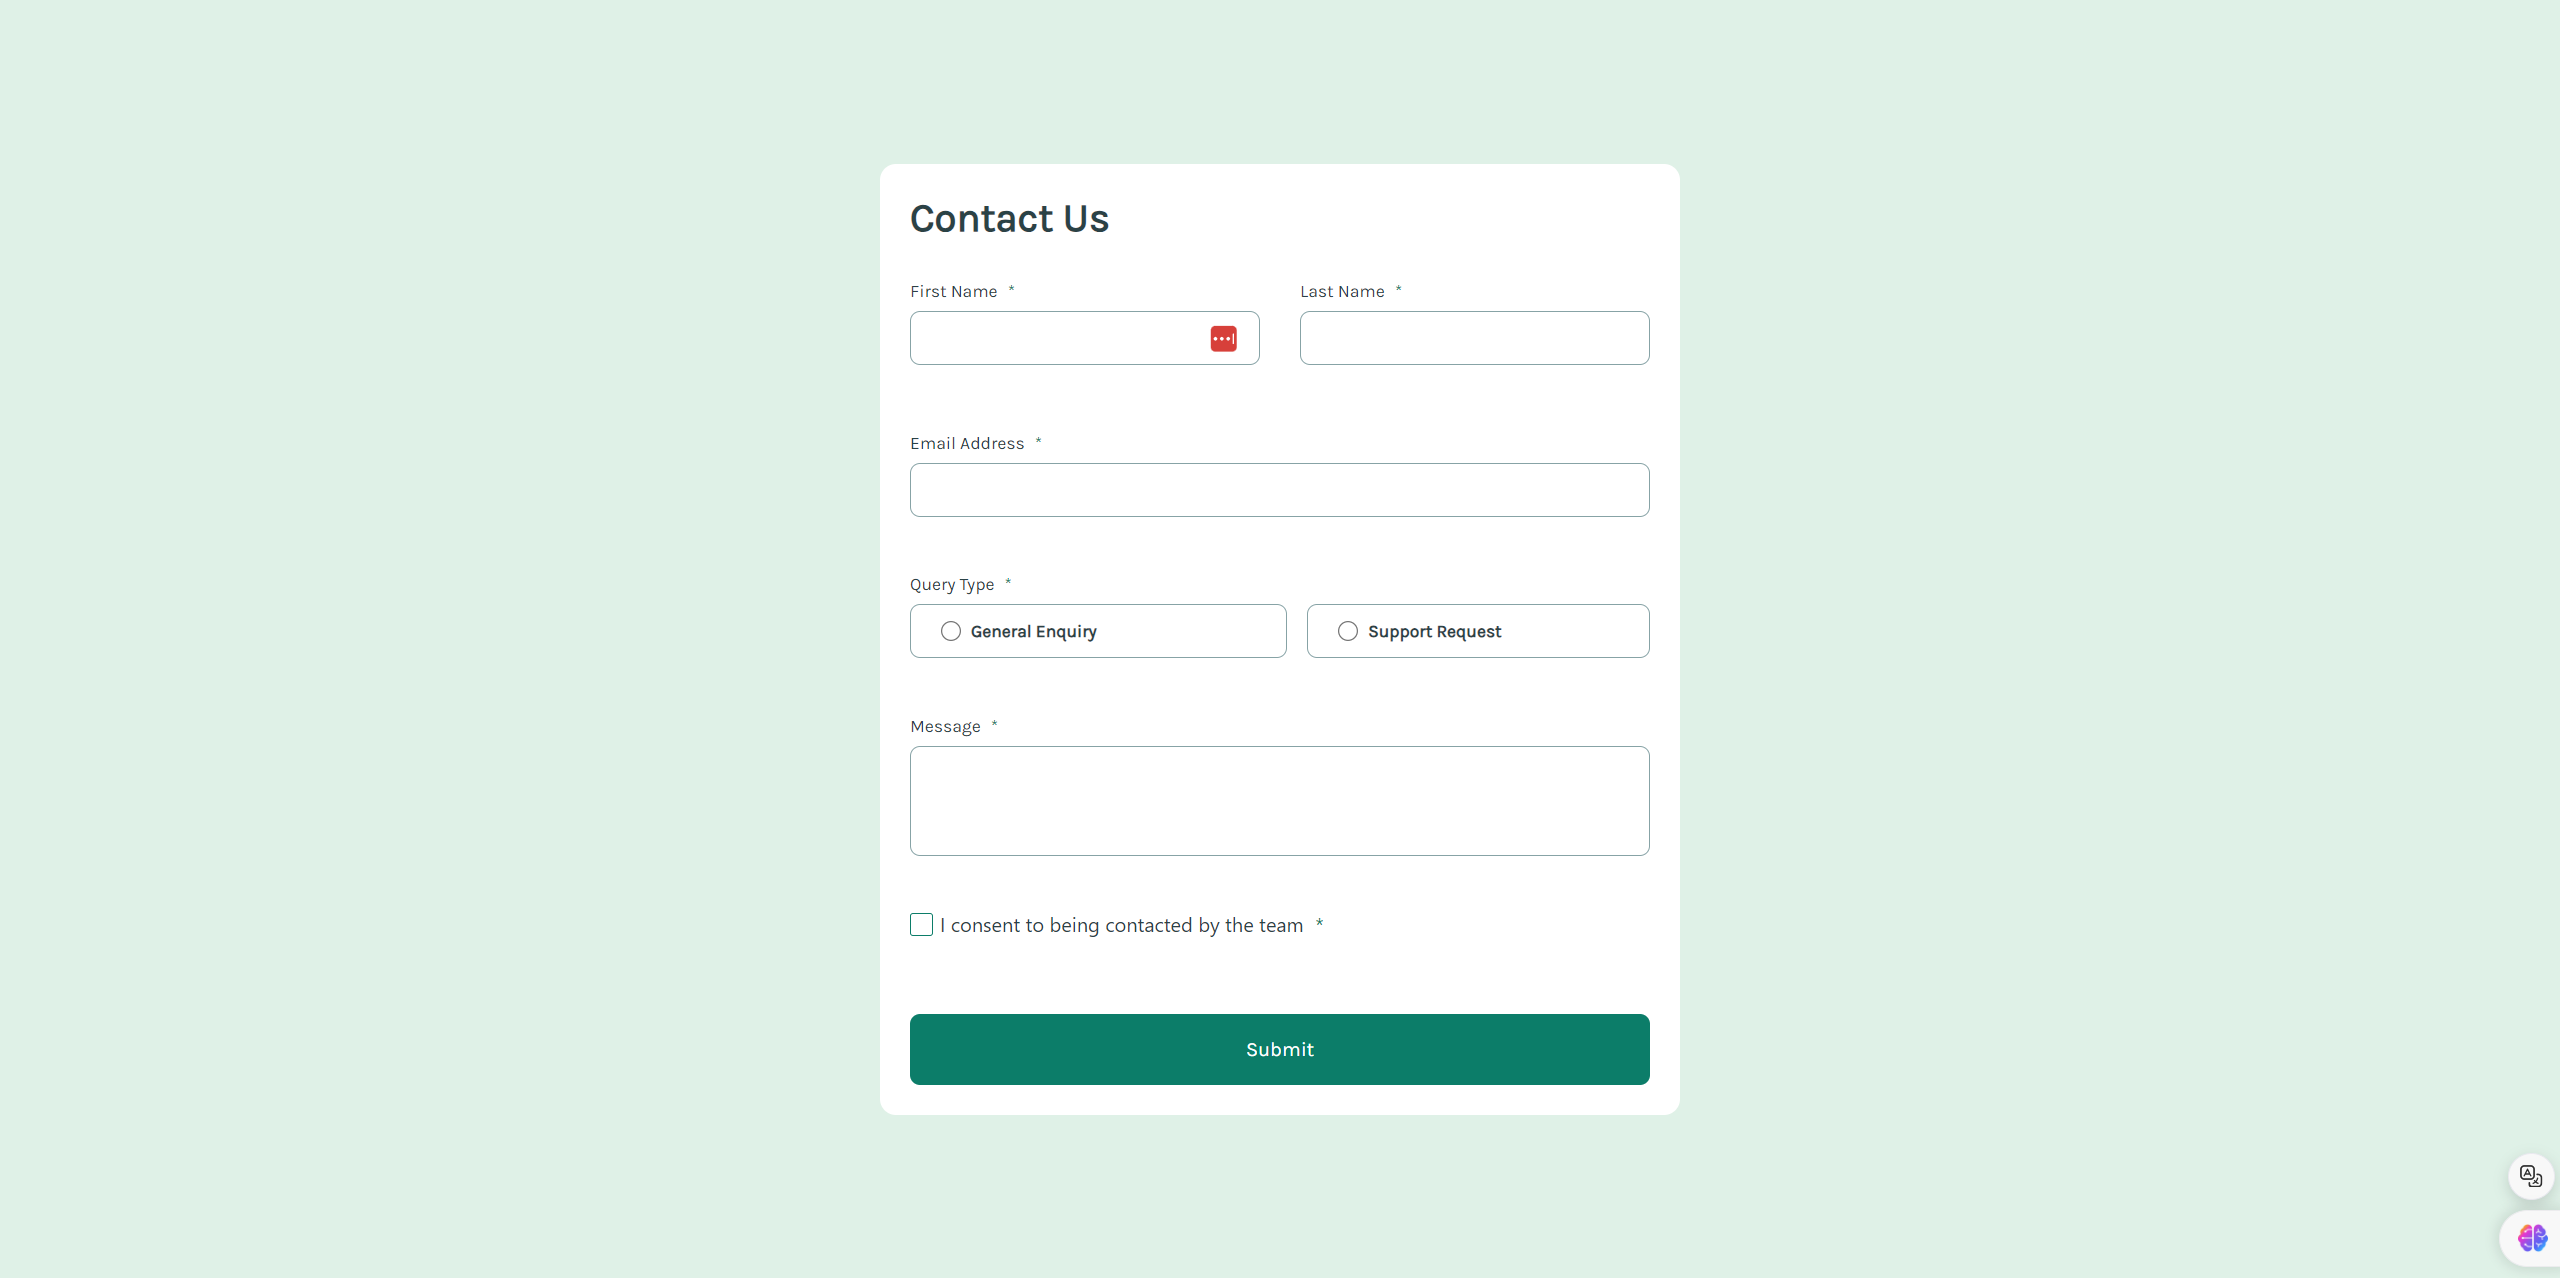 Contact Us
First Name *
Last Name *
Email Address *
Query Type *
General Enquiry
Support Request
Message *
I consent to being contacted by the team *
Submit